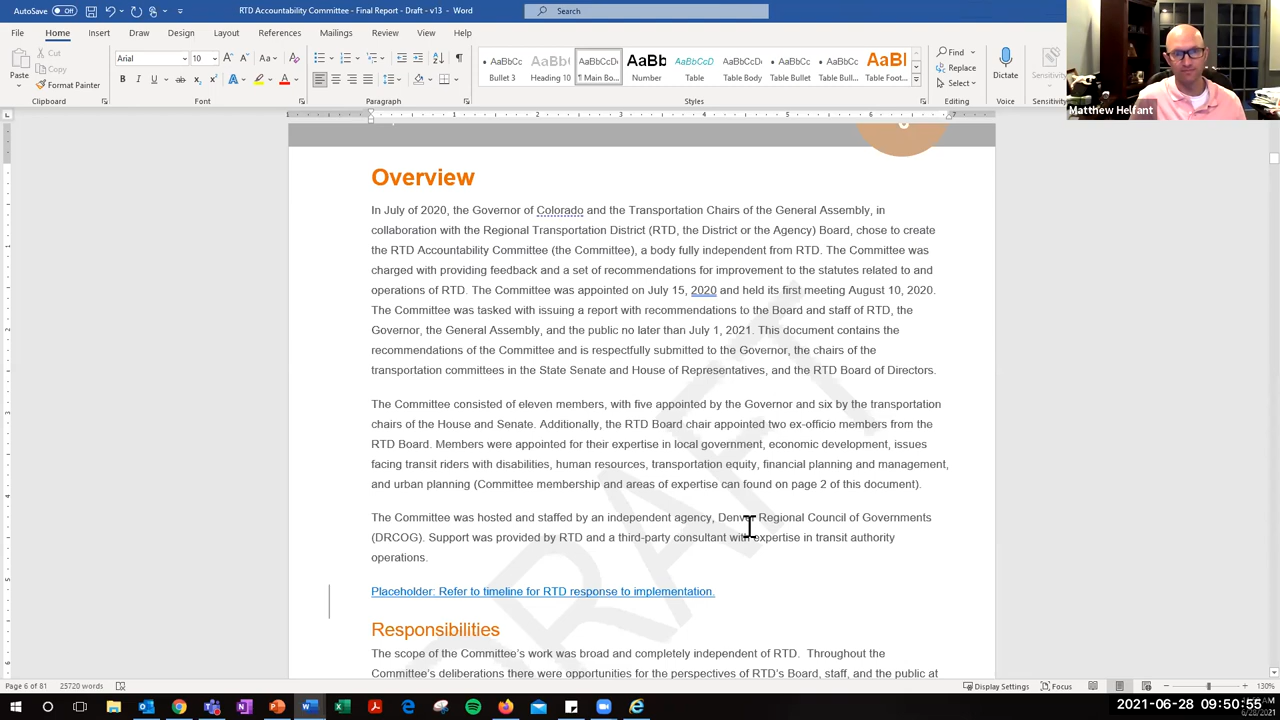 AutoSave Off RTD Accountability Committee - Final Report - Draft - v13 - Word Search
File Home Insert Draw Design Layout References Mailings Review View Help
Cut
Copy
Paste Format Painter
Arial 10
Bullet 3 Heading 10 ¶ Main Bo... Number Table Table Body Table Bullet Table Bull... Table Foot...
Find
Replace
Select
Dictate Sensitivity
Clipboard Font Paragraph Styles Editing Voice Sensitivity
Matthew Helfant
Overview
In July of 2020, the Governor of Colorado and the Transportation Chairs of the General Assembly, in
collaboration with the Regional Transportation District (RTD, the District or the Agency) Board, chose to create
the RTD Accountability Committee (the Committee), a body fully independent from RTD. The Committee was
charged with providing feedback and a set of recommendations for improvement to the statutes related to and
operations of RTD. The Committee was appointed on July 15, 2020 and held its first meeting August 10, 2020.
The Committee was tasked with issuing a report with recommendations to the Board and staff of RTD, the
Governor, the General Assembly, and the public no later than July 1, 2021. This document contains the
recommendations of the Committee and is respectfully submitted to the Governor, the chairs of the
transportation committees in the State Senate and House of Representatives, and the RTD Board of Directors.
The Committee consisted of eleven members, with five appointed by the Governor and six by the transportation
chairs of the House and Senate. Additionally, the RTD Board chair appointed two ex-officio members from the
RTD Board. Members were appointed for their expertise in local government, economic development, issues
facing transit riders with disabilities, human resources, transportation equity, financial planning and management,
and urban planning (Committee membership and areas of expertise can found on page 2 of this document).
The Committee was hosted and staffed by an independent agency, Denver Regional Council of Governments
(DRCOG). Support was provided by RTD and a third-party consultant with expertise in transit authority
operations.
Placeholder: Refer to timeline for RTD response to implementation.
Responsibilities
The scope of the Committee's work was broad and completely independent of RTD. Throughout the
Committee's deliberations there were opportunities for the perspectives of RTD's Board, staff, and the public at
DRAFT
Page 6 of 81 25720 words Display Settings Focus 130%
2021-06-28 09:50:55
6/28/2021